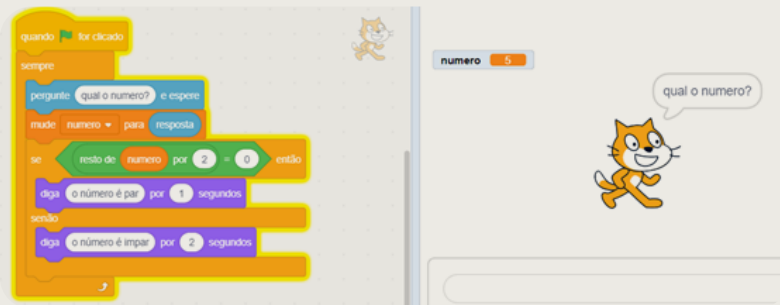 quando for clicado
sempre
pergunte qual o numero? e espere
mude numero para resposta
se resto de numero por 2 = 0 então
diga o número é par por 1 segundos
senão
diga o número é impar por 2 segundos
numero 5
qual o numero?